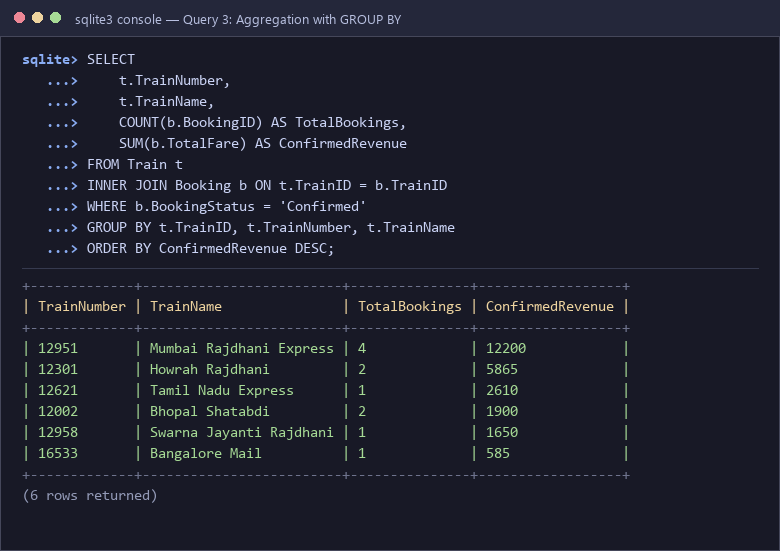 sqlite3 console — Query 3: Aggregation with GROUP BY
sqlite> SELECT
...>     t.TrainNumber,
...>     t.TrainName,
...>     COUNT(b.BookingID) AS TotalBookings,
...>     SUM(b.TotalFare) AS ConfirmedRevenue
...> FROM Train t
...> INNER JOIN Booking b ON t.TrainID = b.TrainID
...> WHERE b.BookingStatus = 'Confirmed'
...> GROUP BY t.TrainID, t.TrainNumber, t.TrainName
...> ORDER BY ConfirmedRevenue DESC;
+-------------+-------------------------+---------------+------------------+
| TrainNumber | TrainName               | TotalBookings | ConfirmedRevenue |
+-------------+-------------------------+---------------+------------------+
| 12951       | Mumbai Rajdhani Express | 4             | 12200            |
| 12301       | Howrah Rajdhani         | 2             | 5865             |
| 12621       | Tamil Nadu Express      | 1             | 2610             |
| 12002       | Bhopal Shatabdi         | 2             | 1900             |
| 12958       | Swarna Jayanti Rajdhani | 1             | 1650             |
| 16533       | Bangalore Mail          | 1             | 585              |
+-------------+-------------------------+---------------+------------------+
(6 rows returned)